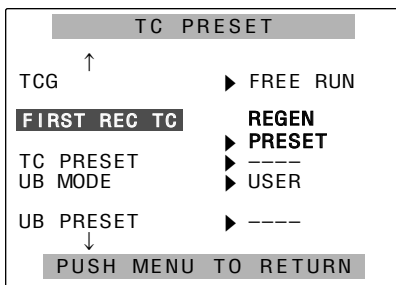 TC PRESET
↑
TCG ▶ FREE RUN
FIRST REC TC REGEN
▶ PRESET
TC PRESET ▶ ––––
UB MODE ▶ USER
UB PRESET ▶ ––––
↓
PUSH MENU TO RETURN